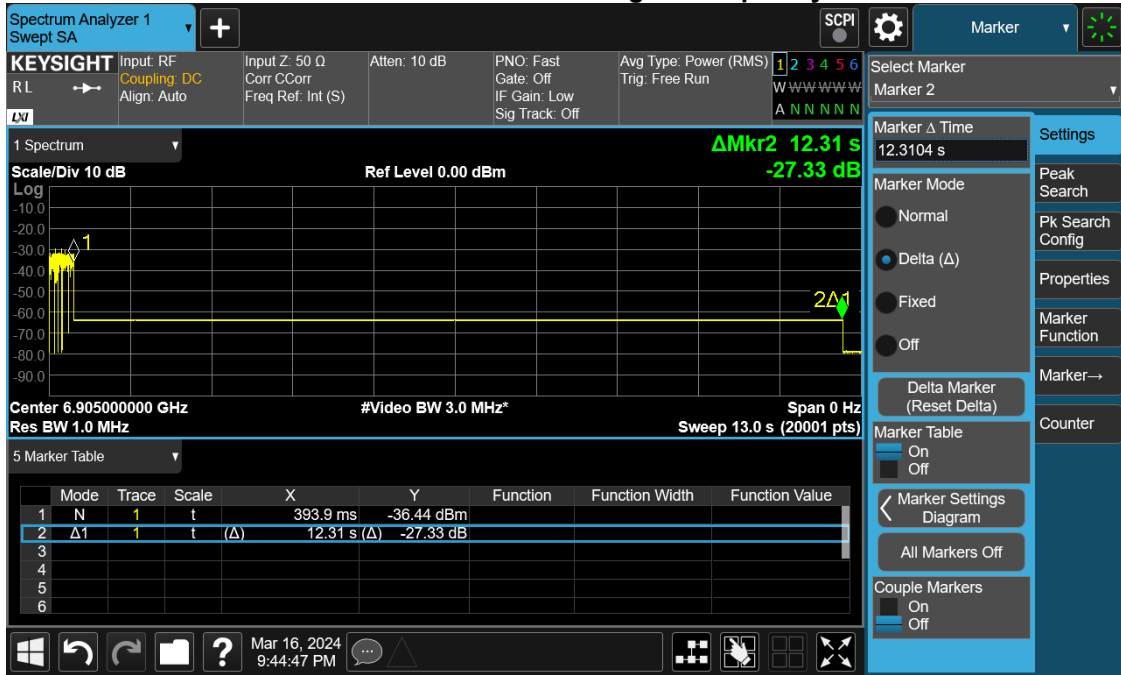 Spectrum Analyzer 1
Swept SA
+
SCPI
Marker
KEYSIGHT
RL
LXI
Input: RF
Coupling: DC
Align: Auto
Input Z: 50 Ω
Corr CCorr
Freq Ref: Int (S)
Atten: 10 dB
PNO: Fast
Gate: Off
IF Gain: Low
Sig Track: Off
Avg Type: Power (RMS)
Trig: Free Run
1 2 3 4 5 6
W W W W W W
A N N N N N
Select Marker
Marker 2
1 Spectrum
ΔMkr2 12.31 s
-27.33 dB
Scale/Div 10 dB
Ref Level 0.00 dBm
Log
-10.0
-20.0
-30.0
-40.0
-50.0
-60.0
-70.0
-80.0
-90.0
1
2Δ1
Center 6.905000000 GHz
#Video BW 3.0 MHz*
Span 0 Hz
Res BW 1.0 MHz
Sweep 13.0 s (20001 pts)
5 Marker Table
Mode Trace Scale X Y Function Function Width Function Value
1 N 1 t 393.9 ms -36.44 dBm
2 Δ1 1 t (Δ) 12.31 s (Δ) -27.33 dB
3
4
5
6
Marker Δ Time
12.3104 s
Marker Mode
Normal
Delta (Δ)
Fixed
Off
Delta Marker
(Reset Delta)
Marker Table
On
Off
Marker Settings
Diagram
All Markers Off
Couple Markers
On
Off
Settings
Peak
Search
Pk Search
Config
Properties
Marker
Function
Marker→
Counter
?
Mar 16, 2024
9:44:47 PM